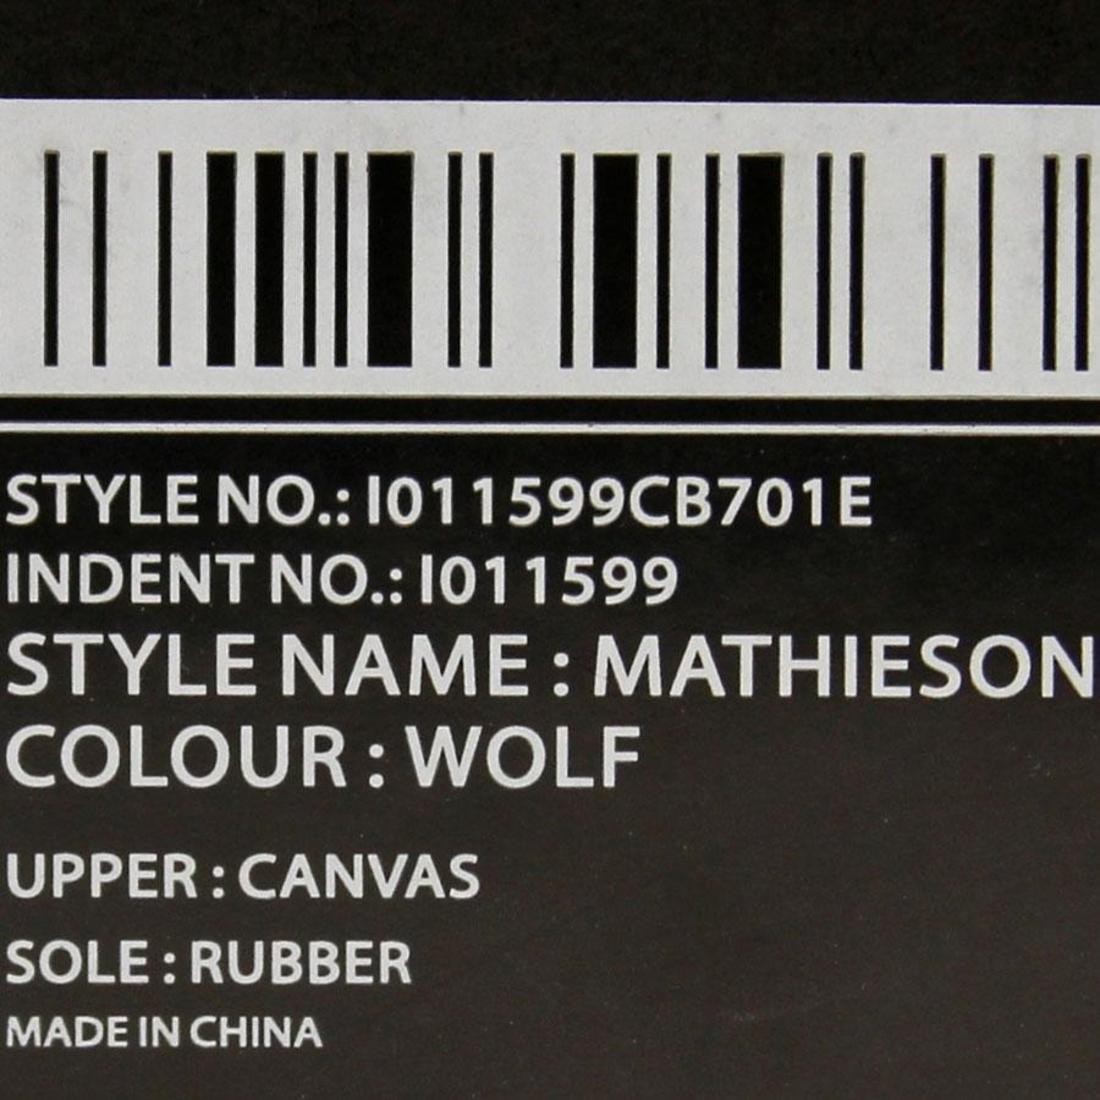 STYLE NO.: I011599CB701E
INDENT NO.: I011599
STYLE NAME : MATHIESON
COLOUR : WOLF
UPPER : CANVAS
SOLE : RUBBER
MADE IN CHINA